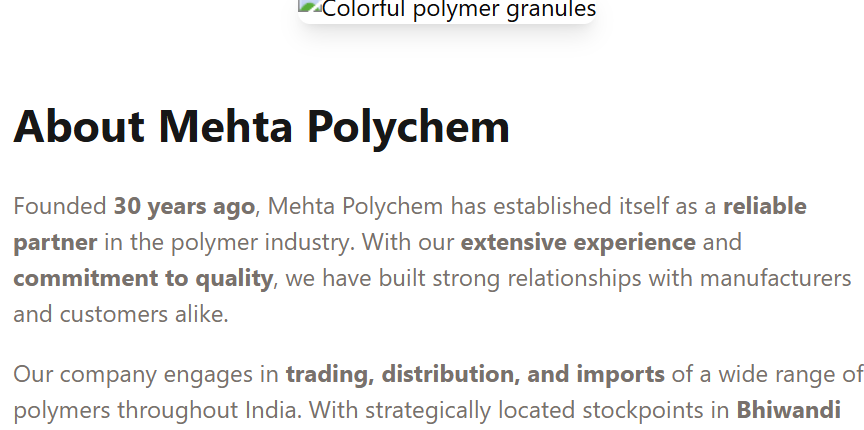 Colorful polymer granules
About Mehta Polychem
Founded 30 years ago, Mehta Polychem has established itself as a reliable
partner in the polymer industry. With our extensive experience and
commitment to quality, we have built strong relationships with manufacturers
and customers alike.
Our company engages in trading, distribution, and imports of a wide range of
polymers throughout India. With strategically located stockpoints in Bhiwandi